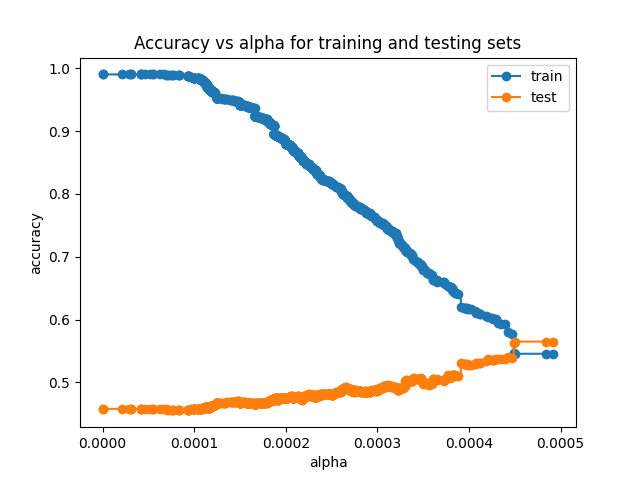 Accuracy vs alpha for training and testing sets
train
test
1.0
0.9
0.8
0.7
0.6
0.5
accuracy
0.0000
0.0001
0.0002
0.0003
0.0004
0.0005
alpha